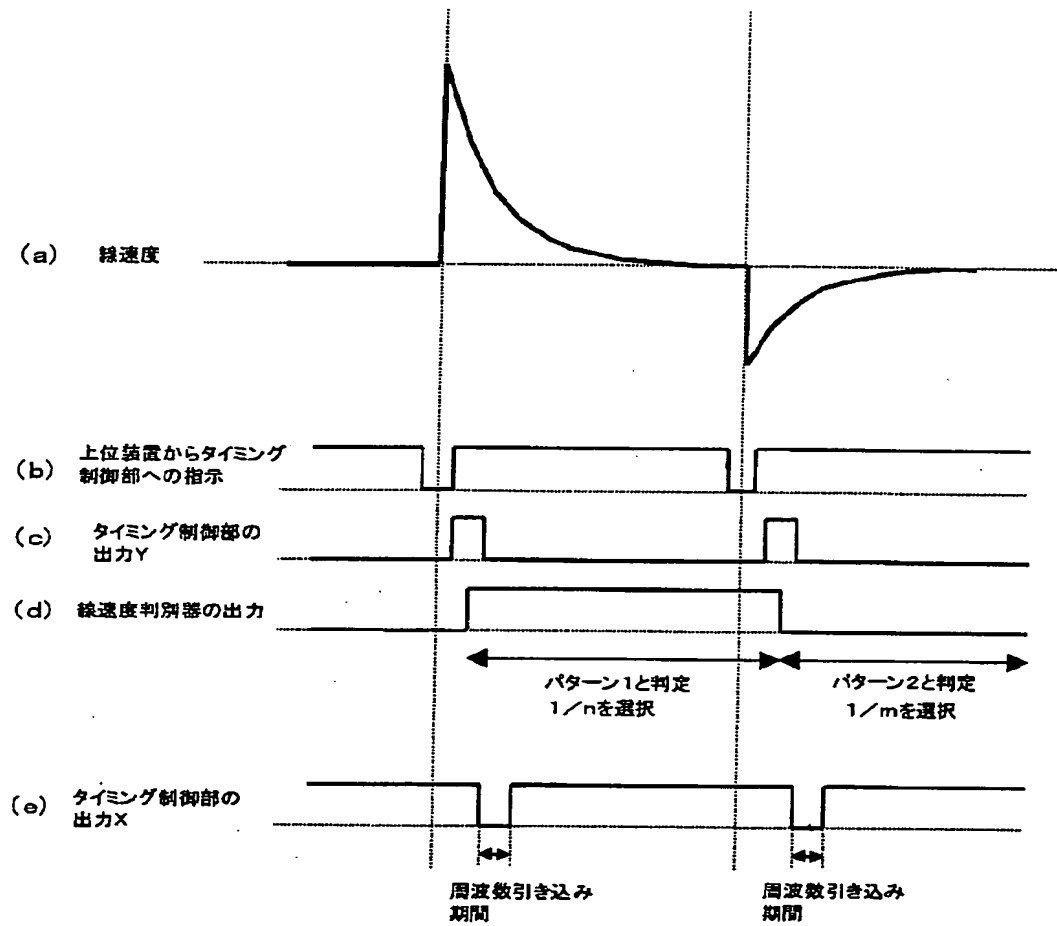 (a) 線速度
(b) 上位装置からタイミング
制御部への指示
(c) タイミング制御部の
出力Y
(d) 線速度判別器の出力
パターン1と判定
1/nを選択
パターン2と判定
1/mを選択
(e) タイミング制御部の
出力X
周波数引き込み
期間
周波数引き込み
期間